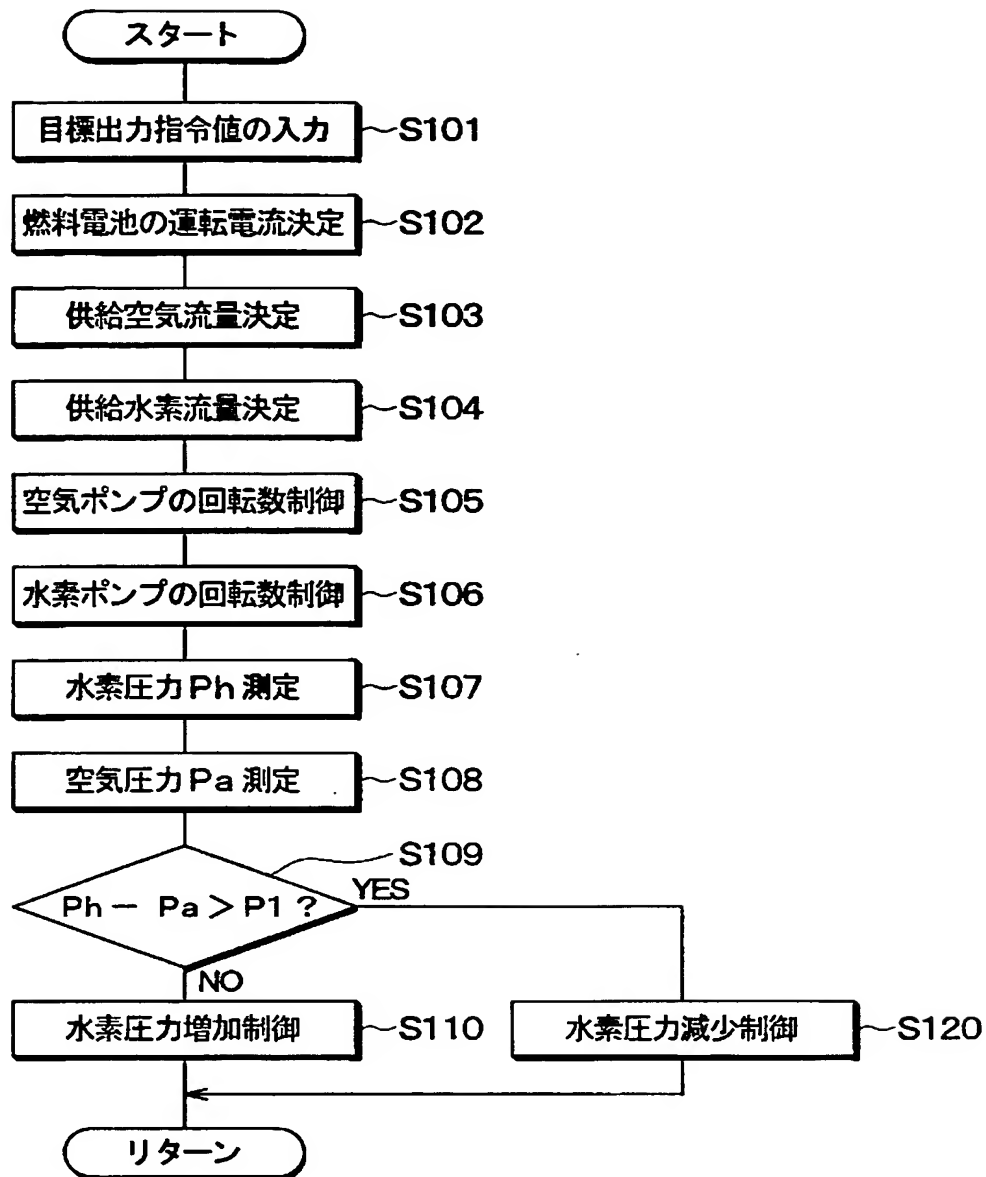 スタート
目標出力指令値の入力 ~S101
燃料電池の運転電流決定 ~S102
供給空気流量決定 ~S103
供給水素流量決定 ~S104
空気ポンプの回転数制御 ~S105
水素ポンプの回転数制御 ~S106
水素圧力Ph測定 ~S107
空気圧力Pa測定 ~S108
S109
Ph－Pa＞P1？
YES
NO
水素圧力増加制御 ~S110
水素圧力減少制御 ~S120
リターン